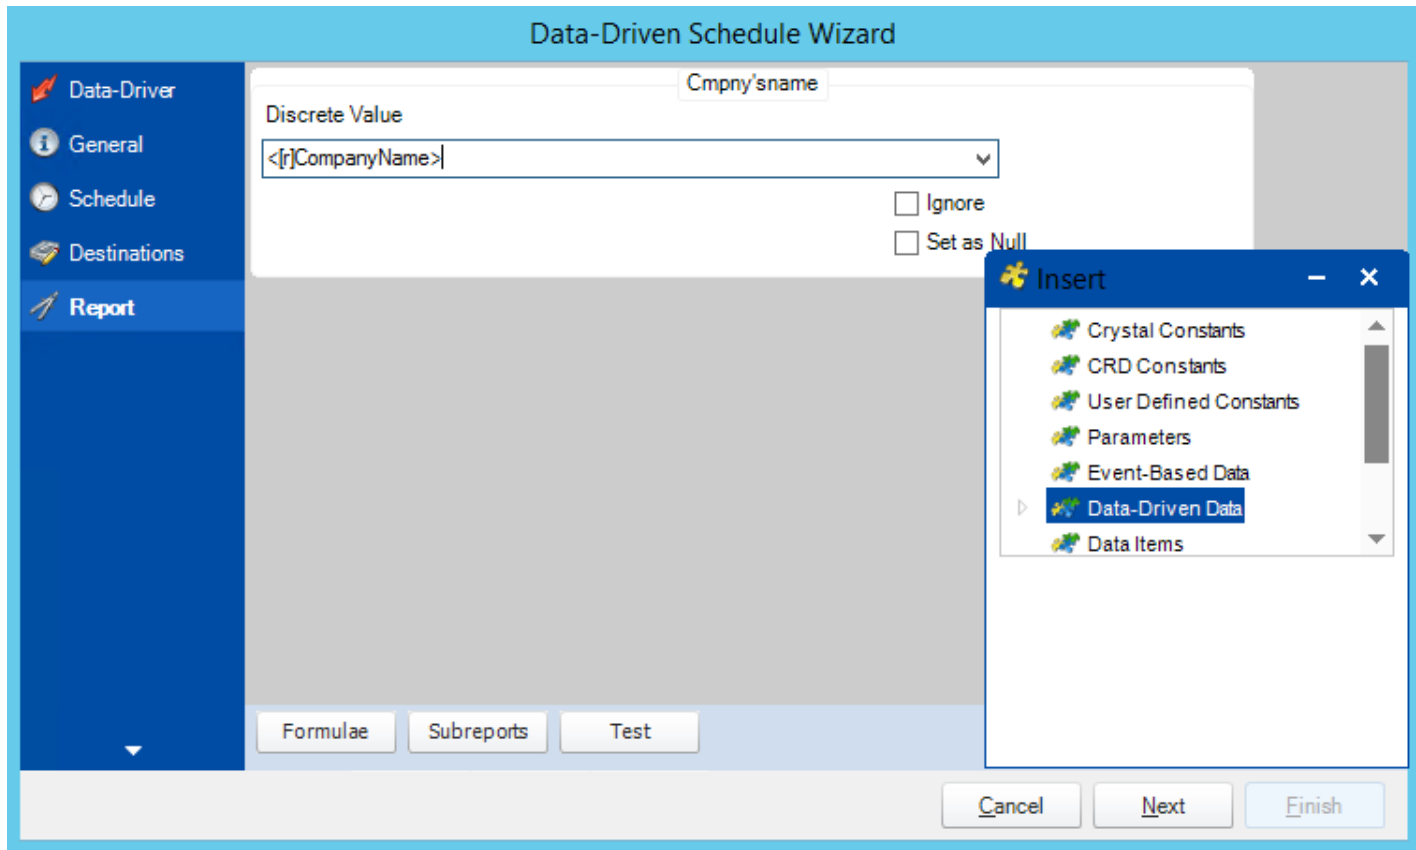 Data-Driven Schedule Wizard
Data-Driver
General
Schedule
Destinations
Report
Cmpny'sname
Discrete Value
<[r]CompanyName>
Ignore
Set as Null
Insert
Crystal Constants
CRD Constants
User Defined Constants
Parameters
Event-Based Data
Data-Driven Data
Data Items
Formulae
Subreports
Test
Cancel
Next
Finish